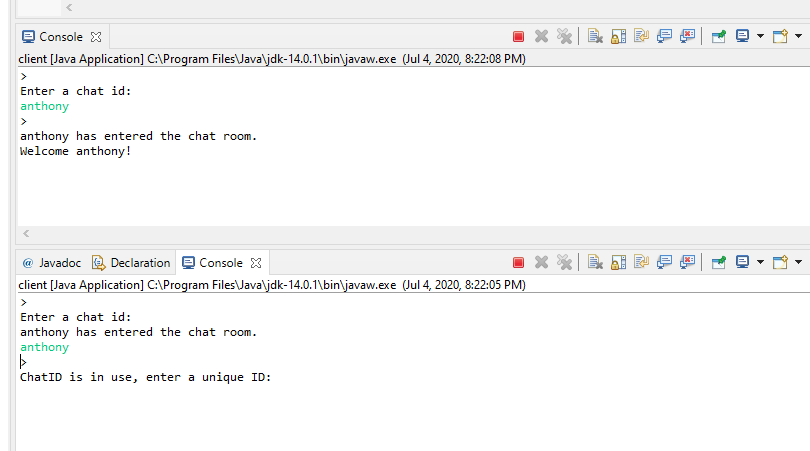 Console
client [Java Application] C:\Program Files\Java\jdk-14.0.1\bin\javaw.exe (Jul 4, 2020, 8:22:08 PM)
>
Enter a chat id:
anthony
>
anthony has entered the chat room.
Welcome anthony!
@ Javadoc Declaration Console
client [Java Application] C:\Program Files\Java\jdk-14.0.1\bin\javaw.exe (Jul 4, 2020, 8:22:05 PM)
>
Enter a chat id:
anthony has entered the chat room.
anthony
>
ChatID is in use, enter a unique ID: